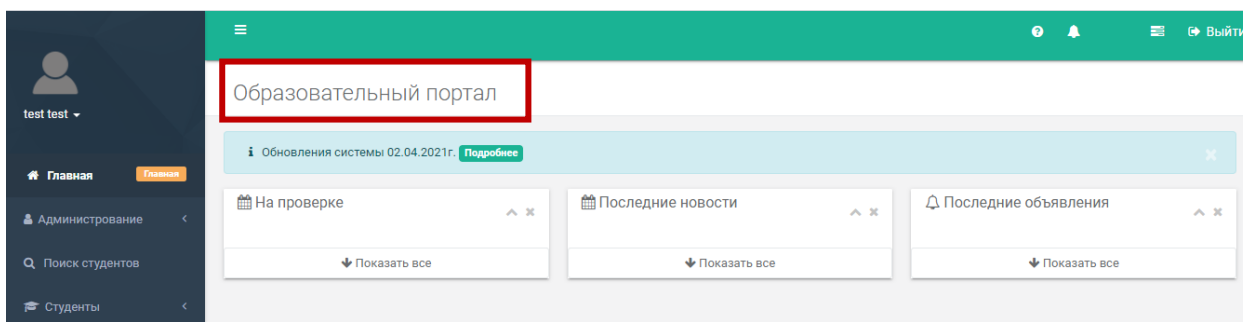 Выйти
Образовательный портал
test test
Обновления системы 02.04.2021г. Подробнее
Главная Главная
На проверке
Последние новости
Последние объявления
Администрование
Поиск студентов
Показать все
Показать все
Показать все
Студенты